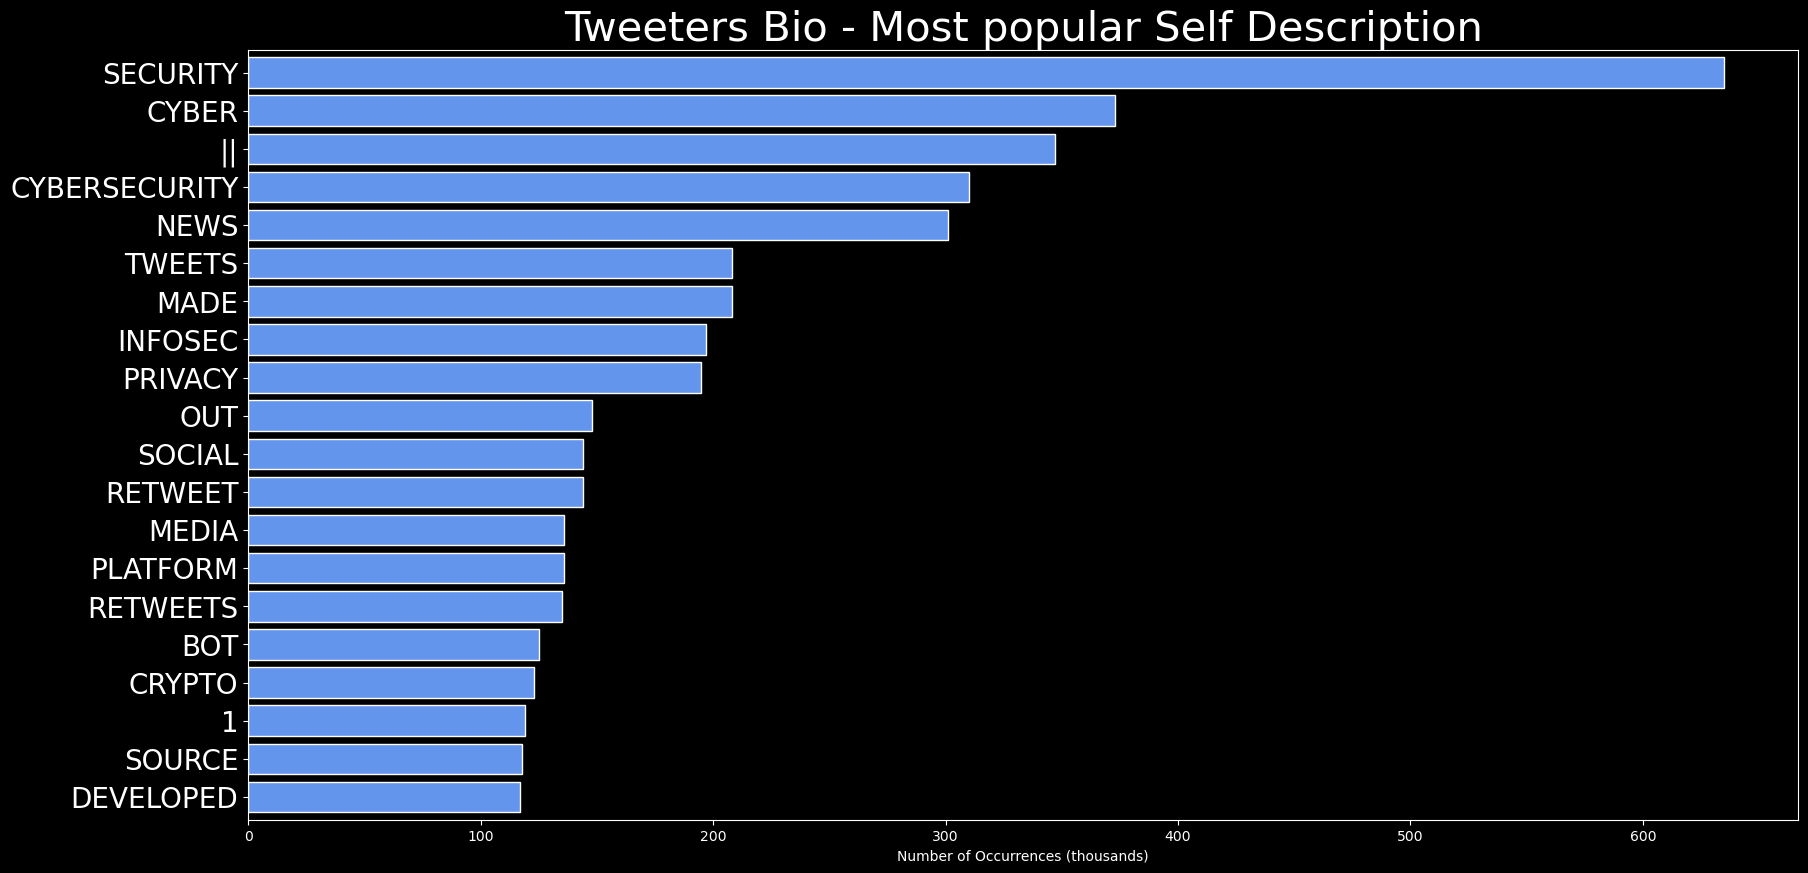 Tweeters Bio - Most popular Self Description
SECURITY
CYBER
||
CYBERSECURITY
NEWS
TWEETS
MADE
INFOSEC
PRIVACY
OUT
SOCIAL
RETWEET
MEDIA
PLATFORM
RETWEETS
BOT
CRYPTO
1
SOURCE
DEVELOPED
0 100 200 300 400 500 600
Number of Occurrences (thousands)